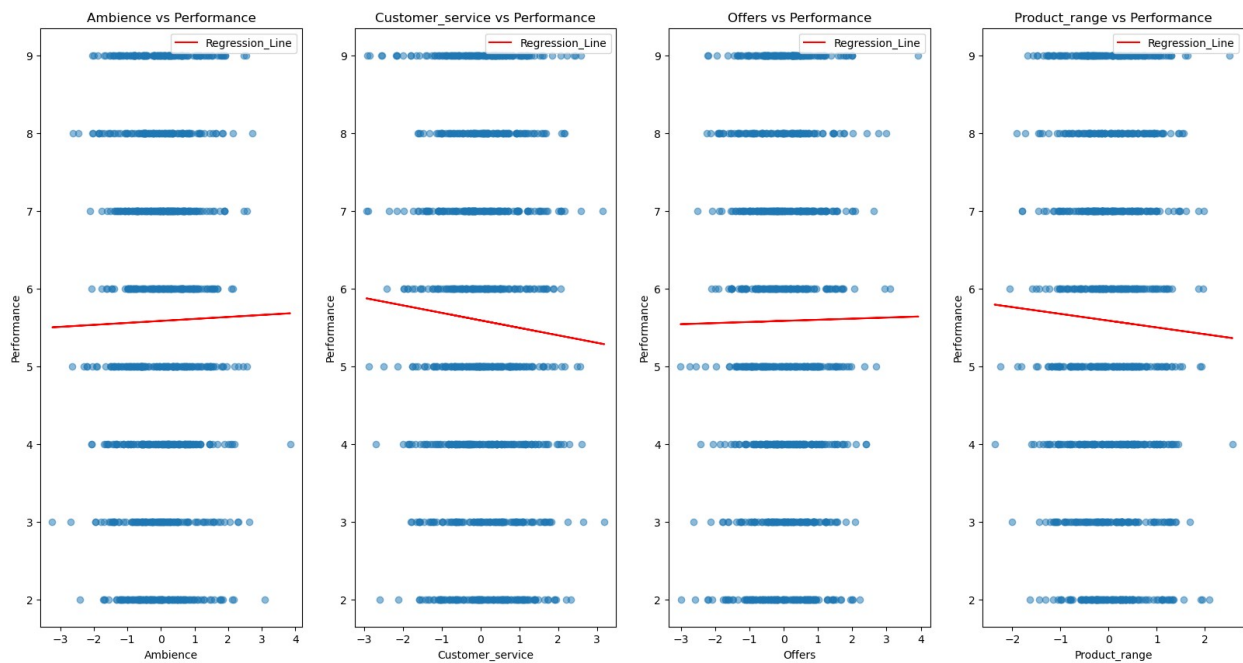 Ambience vs Performance
Regression_Line
9
8
7
6
5
4
3
2
Performance
−3 −2 −1 0 1 2 3 4
Ambience
Customer_service vs Performance
Regression_Line
9
8
7
6
5
4
3
2
Performance
−3 −2 −1 0 1 2 3
Customer_service
Offers vs Performance
Regression_Line
9
8
7
6
5
4
3
2
Performance
−3 −2 −1 0 1 2 3 4
Offers
Product_range vs Performance
Regression_Line
9
8
7
6
5
4
3
2
Performance
−2 −1 0 1 2
Product_range